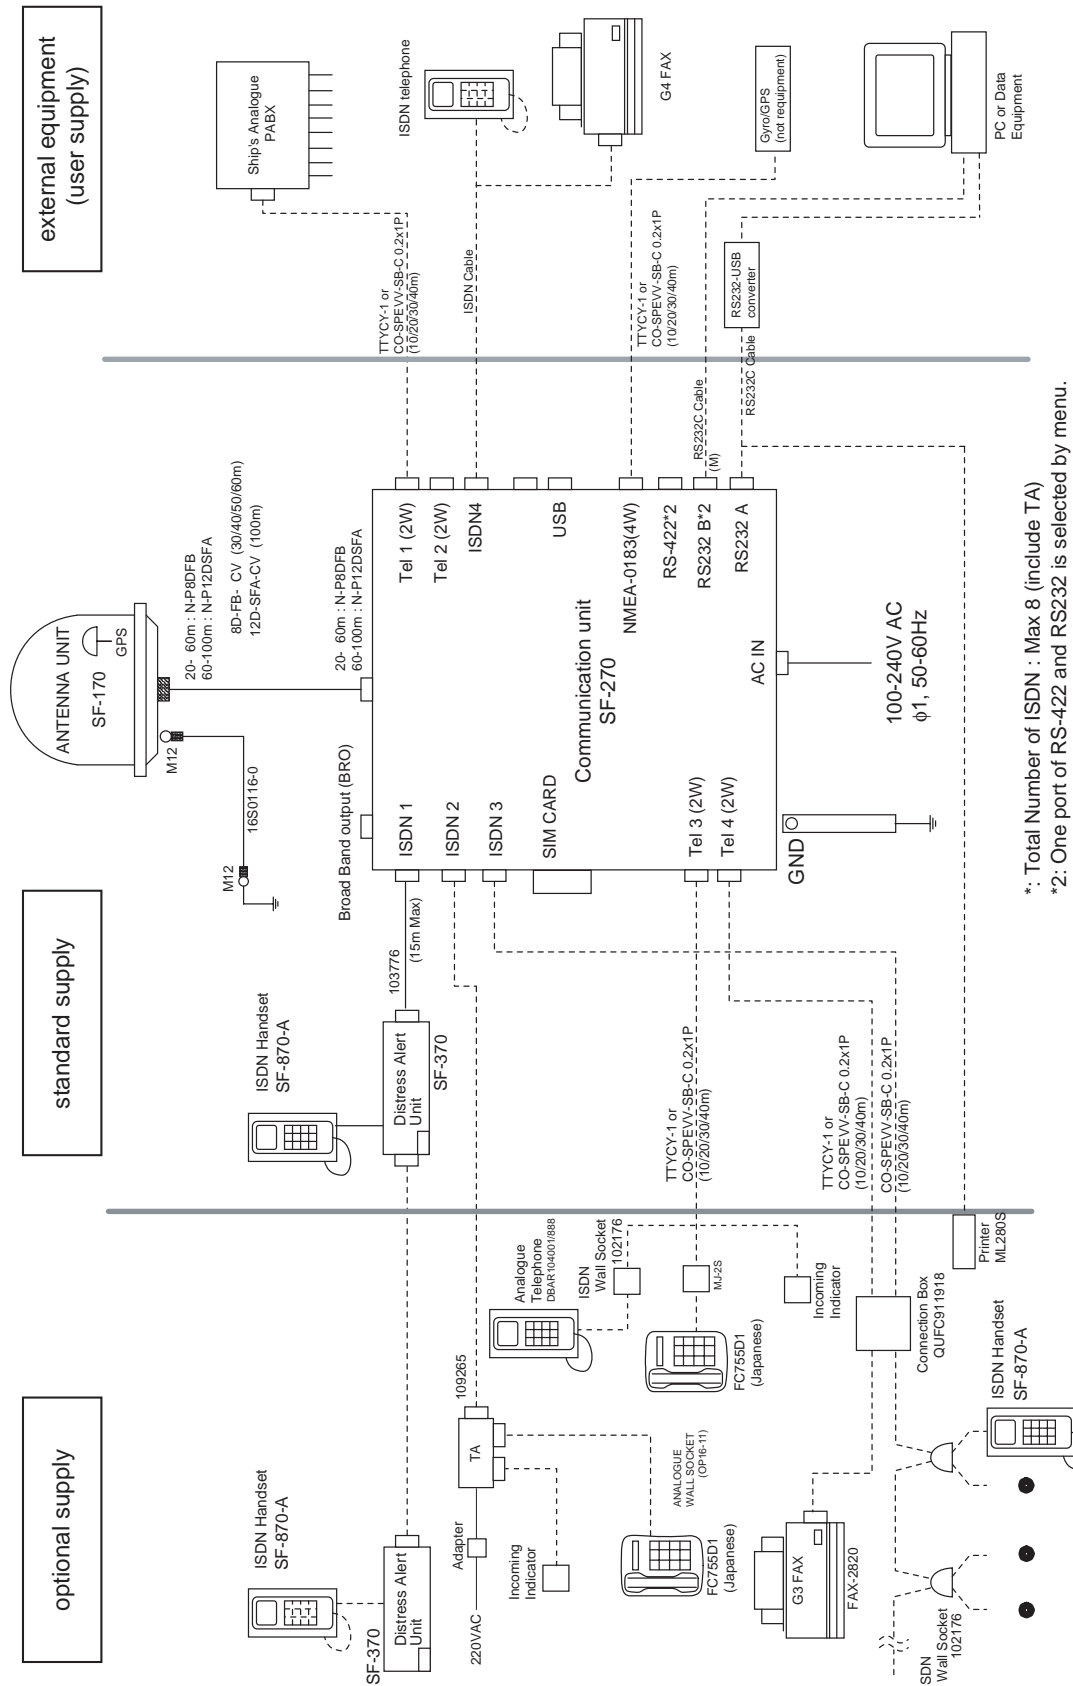 optional supply
standard supply
external equipment
(user supply)
ANTENNA UNIT
SF-170
GPS
M12
16S0116-0
M12
20- 60m : N-P8DFB
60-100m : N-P12DSFA
8D-FB- CV (30/40/50/60m)
12D-SFA-CV (100m)
20- 60m : N-P8DFB
60-100m : N-P12DSFA
Broad Band output (BRO)
ISDN 1
ISDN 2
ISDN 3
SIM CARD
Tel 3 (2W)
Tel 4 (2W)
Communication unit
SF-270
AC IN
Tel 1 (2W)
Tel 2 (2W)
ISDN4
USB
NMEA-0183(4W)
RS-422*2
RS232 B*2
RS232 A
GND
100-240V AC
ϕ1, 50-60Hz
Ship's Analogue
PABX
TTYCY-1 or
CO-SPEVV-SB-C 0.2x1P
(10/20/30/40m)
ISDN telephone
ISDN Cable
G4 FAX
Gyro/GPS
(not requipment)
TTYCY-1 or
CO-SPEVV-SB-C 0.2x1P
(10/20/30/40m)
RS232C Cable
(M)
RS232-USB
converter
RS232C Cable
PC or Data
Equipment
ISDN Handset
SF-870-A
103776
(15m Max)
Distress Alert
Unit
SF-370
ISDN Handset
SF-870-A
Distress Alert
Unit
SF-370
109265
TA
Adapter
220VAC
Incoming
Indicator
Analogue
Telephone
DBAR104001/888
ISDN
Wall Socket
102176
MJ-2S
FC755D1
(Japanese)
Incoming
Indicator
TTYCY-1 or
CO-SPEVV-SB-C 0.2x1P
(10/20/30/40m)
ANALOGUE
WALL SOCKET
(OP16-11)
FC755D1
(Japanese)
G3 FAX
FAX-2820
TTYCY-1 or
CO-SPEVV-SB-C 0.2x1P
(10/20/30/40m)
CO-SPEVV-SB-C 0.2x1P
(10/20/30/40m)
Connection Box
QUFC911918
Printer
ML280S
ISDN Handset
SF-870-A
SDN
Wall Socket
102176
*: Total Number of ISDN : Max 8 (include TA)
*2: One port of RS-422 and RS232 is selected by menu.